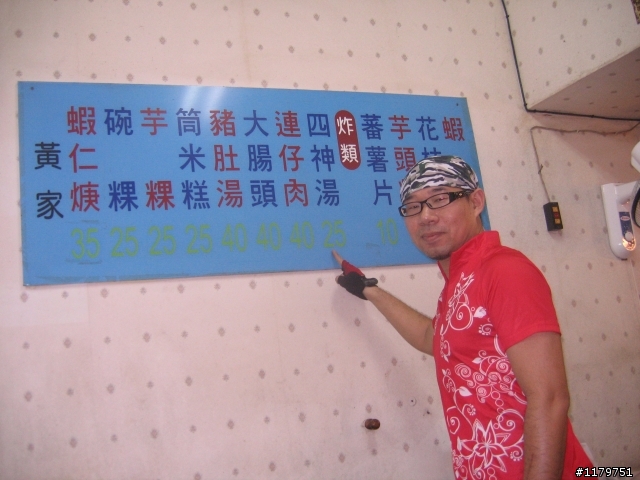 黃家
蝦仁焿 35
碗粿 25
芋粿 25
筒米糕 25
豬肚湯 40
大腸頭 40
連仔肉 40
四神湯 25
炸類
蕃薯片 10
芋頭
花枝
蝦
#1179751